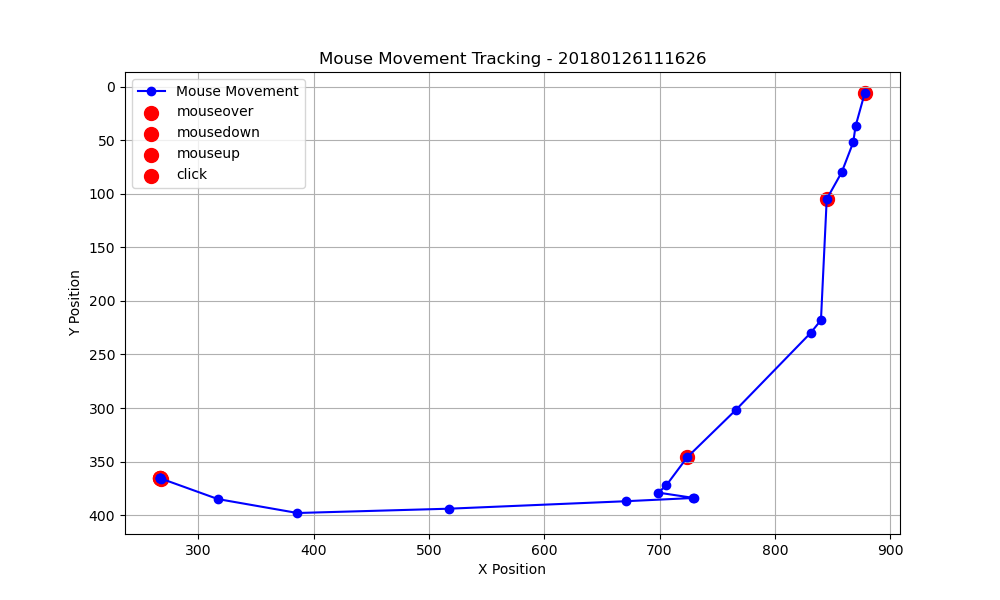 Mouse Movement Tracking - 20180126111626
Mouse Movement
mouseover
mousedown
mouseup
click
0
50
100
150
200
250
300
350
400
Y Position
300 400 500 600 700 800 900
X Position